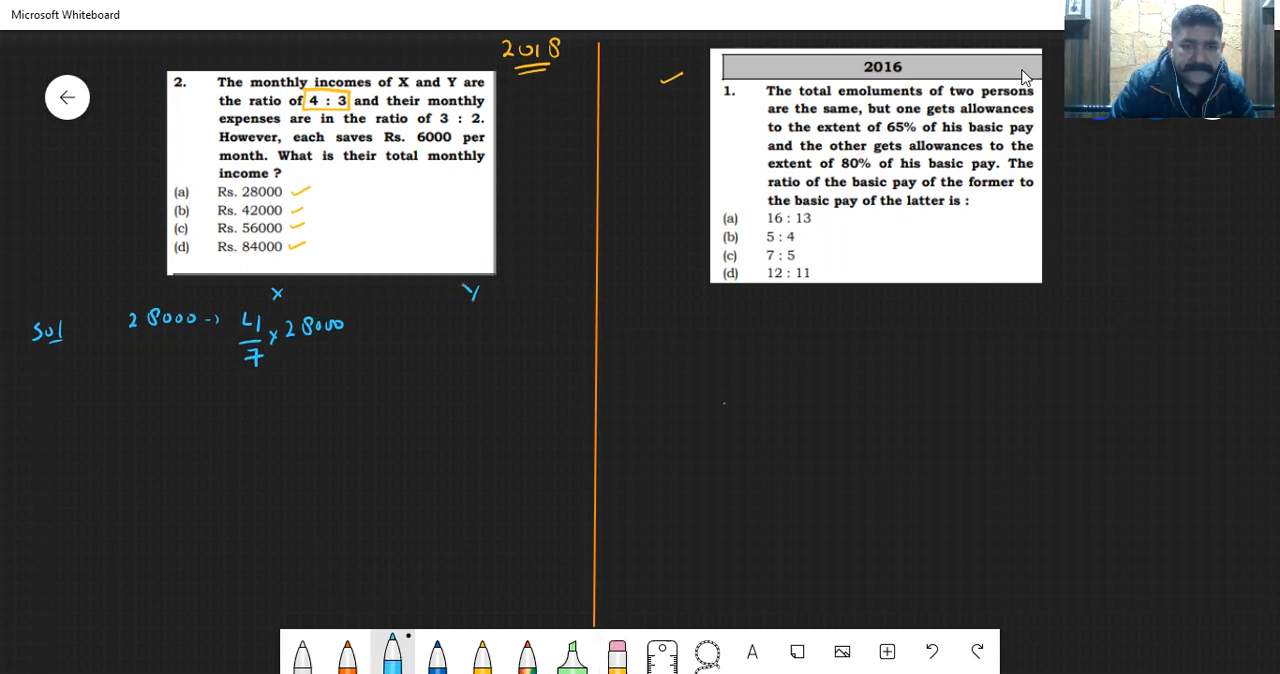 Microsoft Whiteboard
2018
2. The monthly incomes of X and Y are
the ratio of 4 : 3 and their monthly
expenses are in the ratio of 3 : 2.
However, each saves Rs. 6000 per
month. What is their total monthly
income ?
(a) Rs. 28000
(b) Rs. 42000
(c) Rs. 56000
(d) Rs. 84000
X Y
Sol 28000 → 4/7 × 28000
2016
1. The total emoluments of two persons
are the same, but one gets allowances
to the extent of 65% of his basic pay
and the other gets allowances to the
extent of 80% of his basic pay. The
ratio of the basic pay of the former to
the basic pay of the latter is :
(a) 16 : 13
(b) 5 : 4
(c) 7 : 5
(d) 12 : 11
A